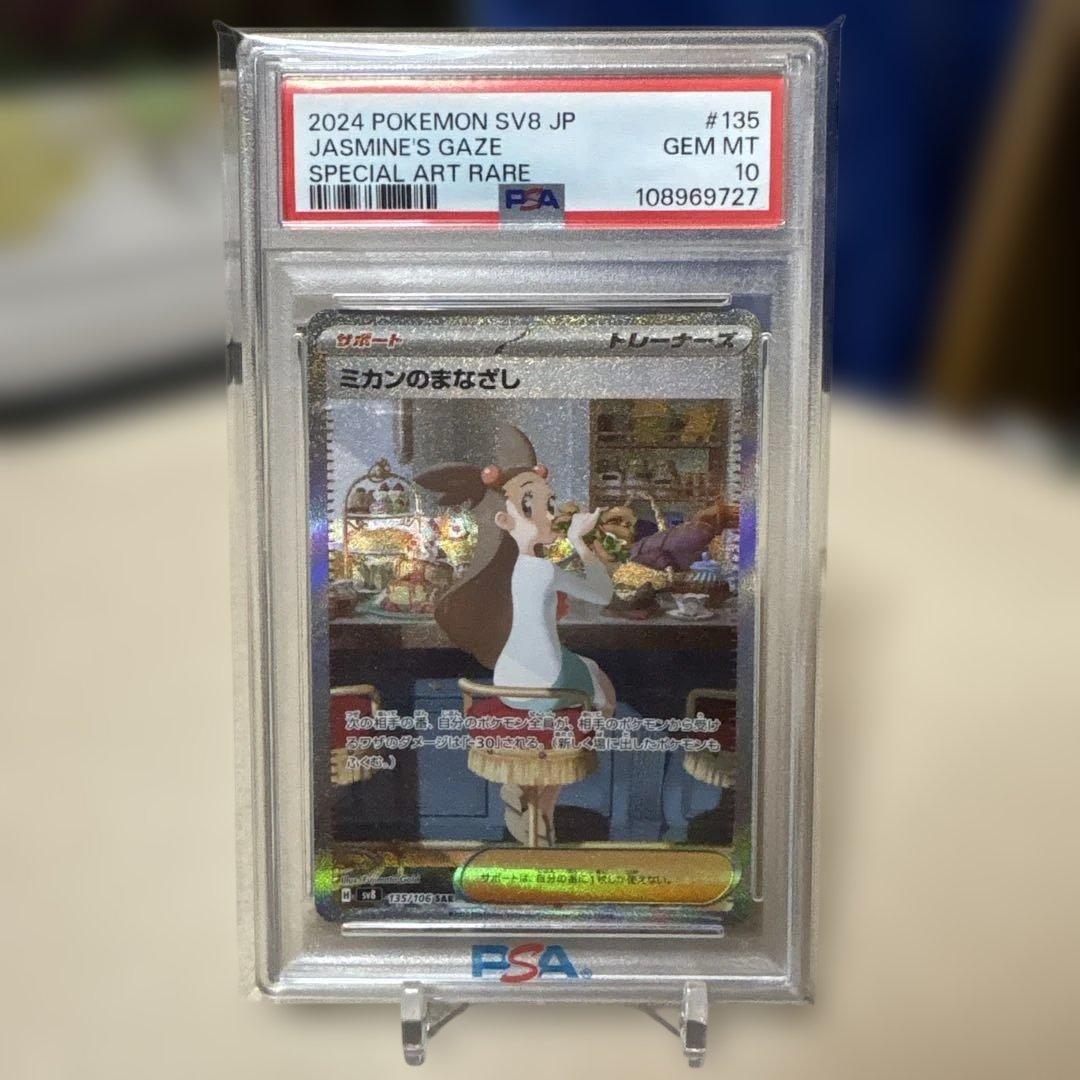 2024 POKEMON SV8 JP #135
JASMINE'S GAZE GEM MT
SPECIAL ART RARE 10
PSA 108969727
サポート トレーナーズ
ミカンのまなざし
次の相手の番、自分のポケモン全員が、相手のポケモンから受け
るワザのダメージは「-30」される。(新しく場に出したポケモンも
ふくむ。)
サポートは、自分の番に1枚しか使えない。
Illus. Fujimoto Gold
H sv8 135/106 SAR
PSA